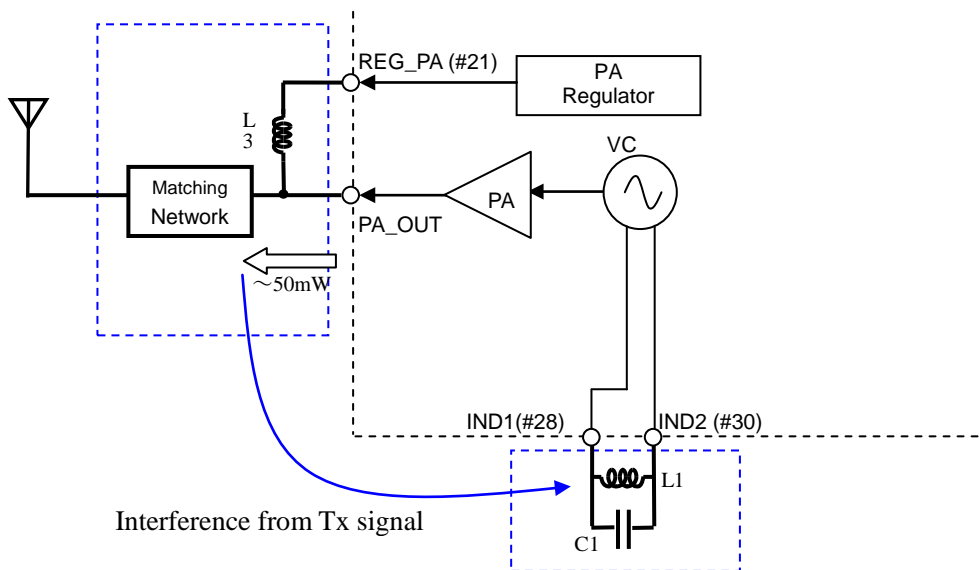 REG_PA (#21)
PA
Regulator
L
3
VC
Matching
Network
PA
PA_OUT
～50mW
IND1(#28)
IND2 (#30)
L1
Interference from Tx signal
C1